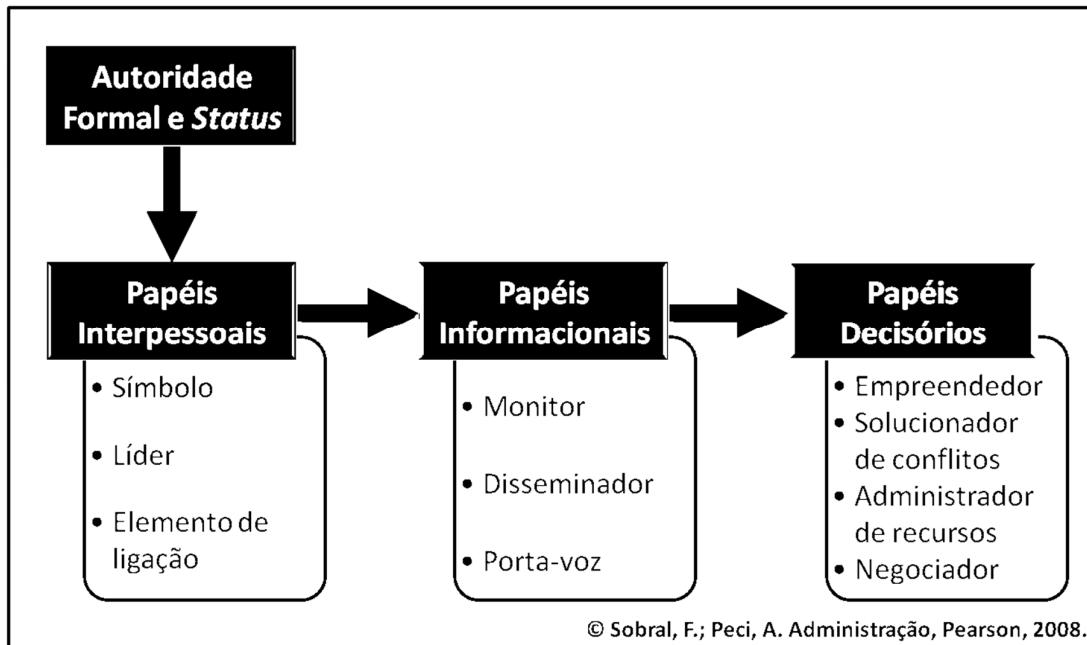 Autoridade
Formal e Status
Papéis
Interpessoais
• Símbolo
• Líder
• Elemento de
ligação
Papéis
Informacionais
• Monitor
• Disseminador
• Porta-voz
Papéis
Decisórios
• Empreendedor
• Solucionador
de conflitos
• Administrador
de recursos
• Negociador
© Sobral, F.; Peci, A. Administração, Pearson, 2008.